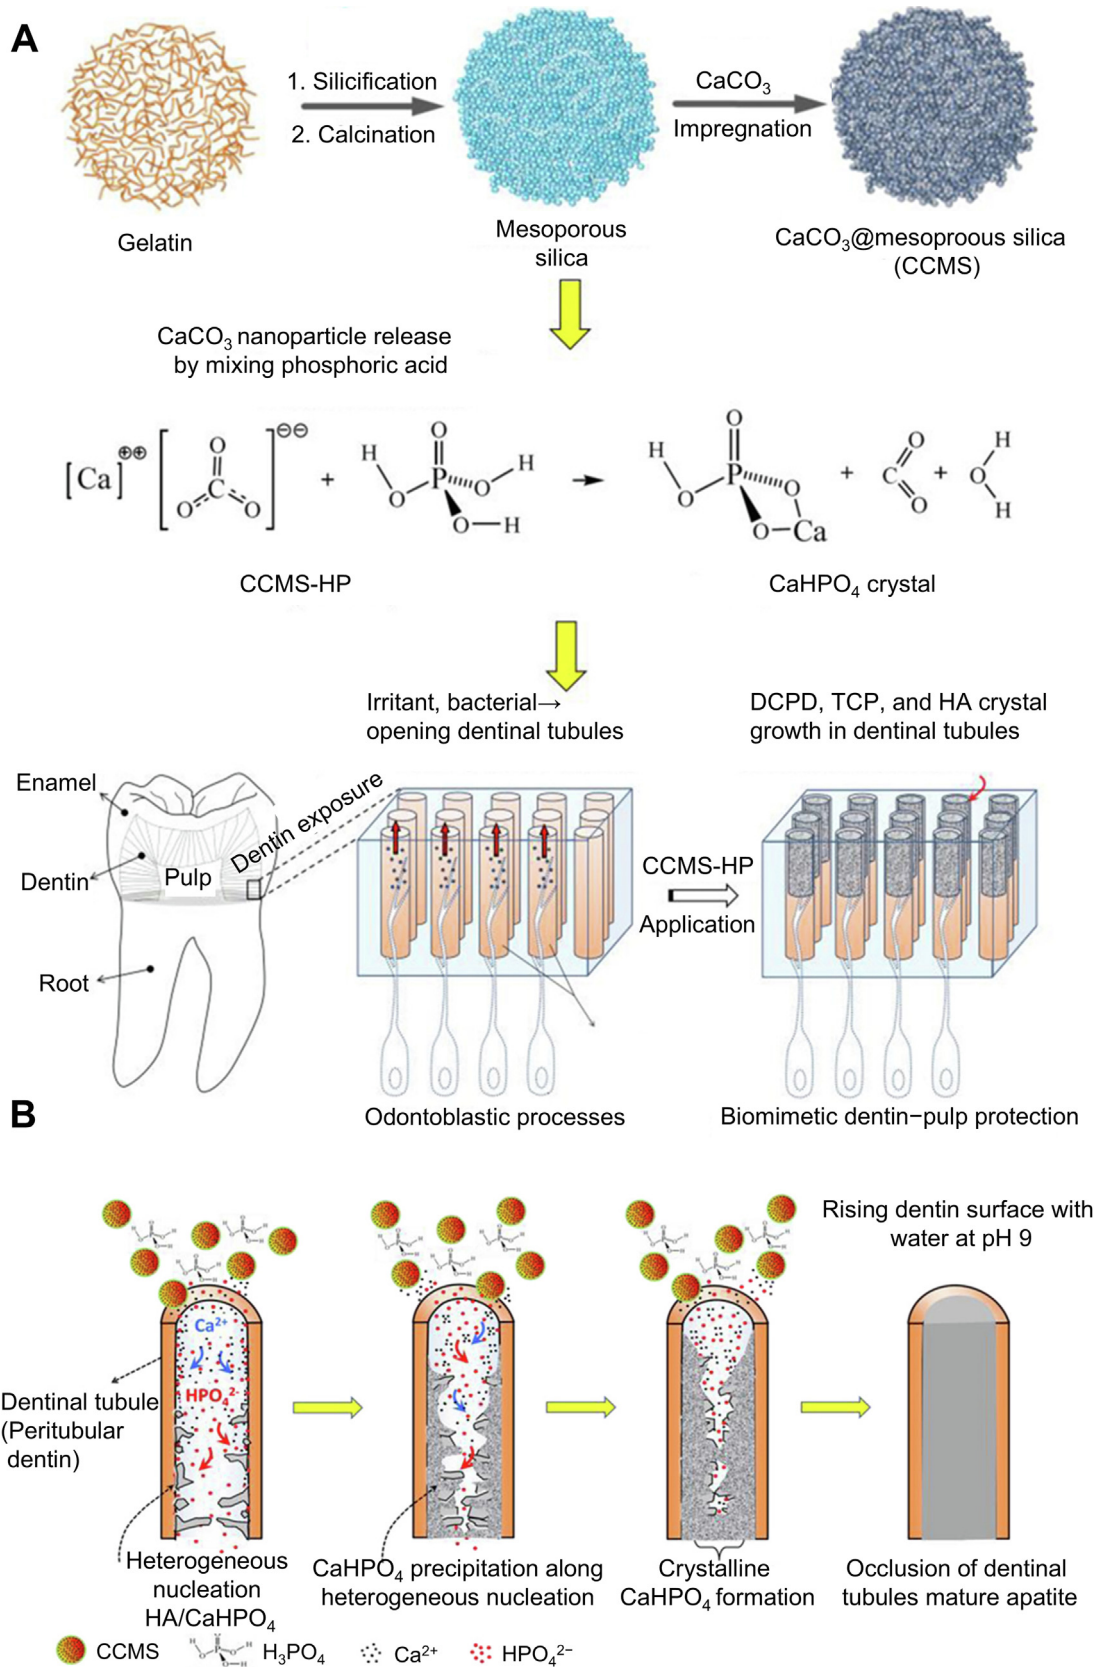 A
1. Silicification
2. Calcination
CaCO₃
Impregnation
Gelatin
Mesoporous
silica
CaCO₃@mesoproous silica
(CCMS)
CaCO₃ nanoparticle release
by mixing phosphoric acid
[Ca]⊕⊕ [O C O O]⊖⊖ + H O P O O H O H → H O P O O O Ca + O C O + H O H
CCMS-HP
CaHPO₄ crystal
Irritant, bacterial→
opening dentinal tubules
DCPD, TCP, and HA crystal
growth in dentinal tubules
Enamel
Dentin
Pulp
Root
Dentin exposure
CCMS-HP
Application
Odontoblastic processes
Biomimetic dentin−pulp protection
B
Rising dentin surface with
water at pH 9
Ca²⁺
HPO₄²⁻
Dentinal tubule
(Peritubular
dentin)
Heterogeneous
nucleation
HA/CaHPO₄
CaHPO₄ precipitation along
heterogeneous nucleation
Crystalline
CaHPO₄ formation
Occlusion of dentinal
tubules mature apatite
CCMS
H₃PO₄
Ca²⁺
HPO₄²⁻